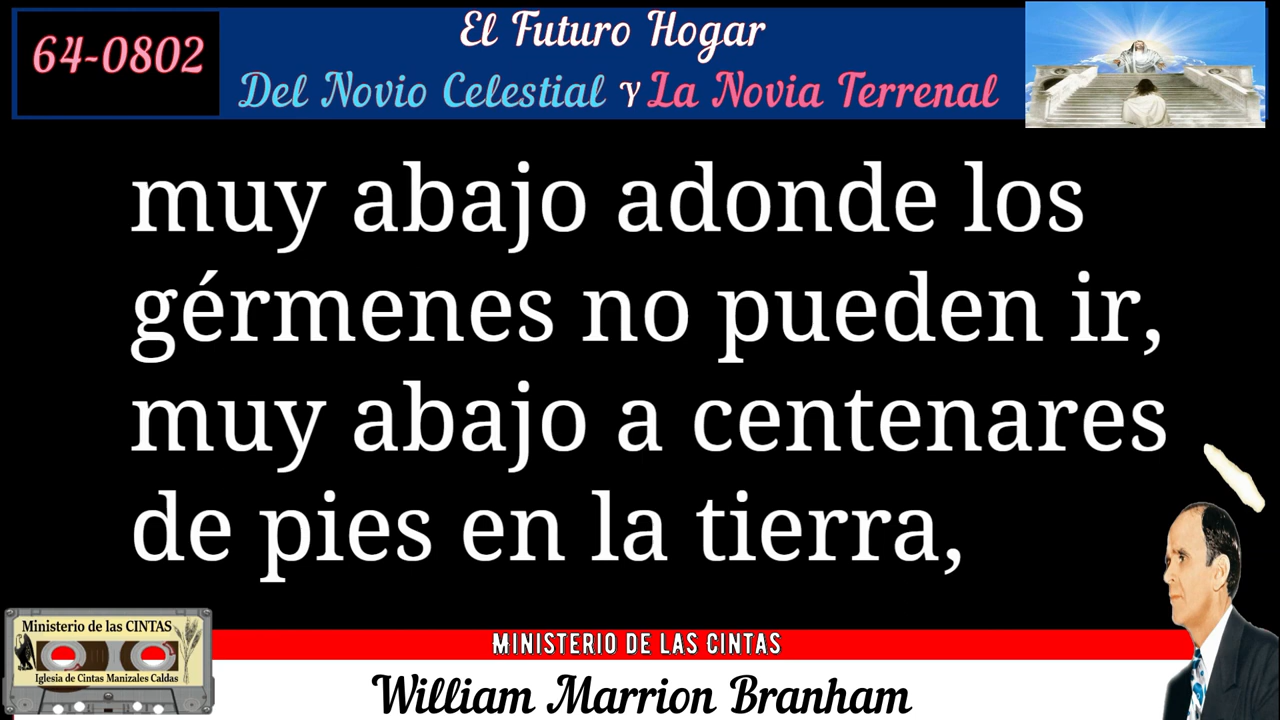 64-0802
El Futuro Hogar
Del Novio Celestial Y La Novia Terrenal
muy abajo adonde los
gérmenes no pueden ir,
muy abajo a centenares
de pies en la tierra,
Ministerio de las CINTAS
Iglesia de Cintas Manizales Caldas
MINISTERIO DE LAS CINTAS
William Marrion Branham